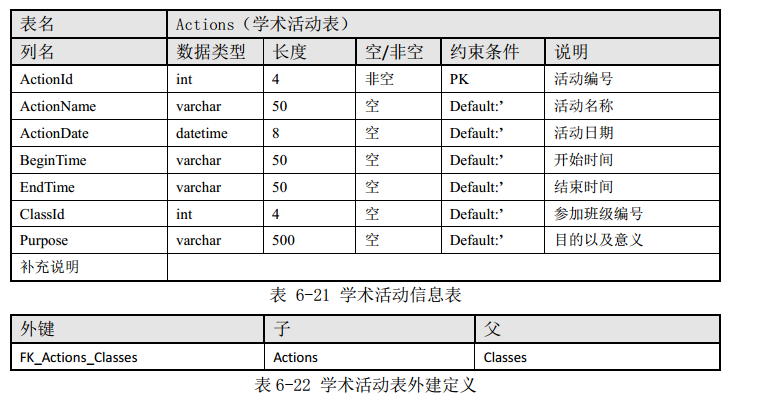 表名 Actions（学术活动表）
列名 数据类型 长度 空/非空 约束条件 说明
ActionId int 4 非空 PK 活动编号
ActionName varchar 50 空 Default:’ 活动名称
ActionDate datetime 8 空 Default:’ 活动日期
BeginTime varchar 50 空 Default:’ 开始时间
EndTime varchar 50 空 Default:’ 结束时间
ClassId int 4 空 Default:’ 参加班级编号
Purpose varchar 500 空 Default:’ 目的以及意义
补充说明
表 6-21 学术活动信息表
外键 子 父
FK_Actions_Classes Actions Classes
表 6-22 学术活动表外建定义